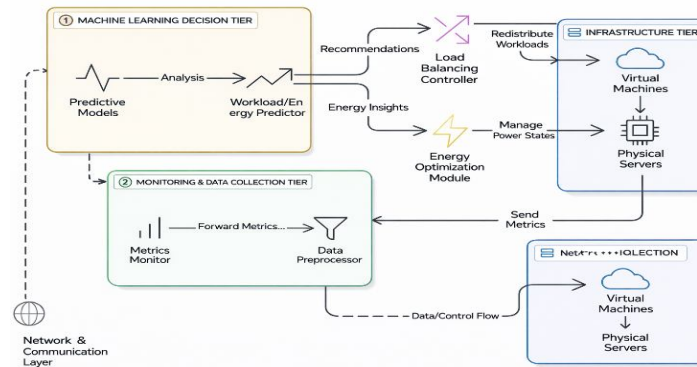 ① MACHINE LEARNING DECISION TIER
Predictive
Models
Analysis
Workload/En
ergy Predictor
Recommendations
Energy Insights
Load
Balancing
Controller
Energy
Optimization
Module
Redistribute
Workloads
Manage
Power States
INFRASTRUCTURE TIER
Virtual
Machines
Physical
Servers
② MONITORING & DATA COLLECTION TIER
Metrics
Monitor
Forward Metrics...
Data
Preprocessor
Send
Metrics
Virtual
Machines
Physical
Servers
Data/Control Flow
Network &
Communication
Layer